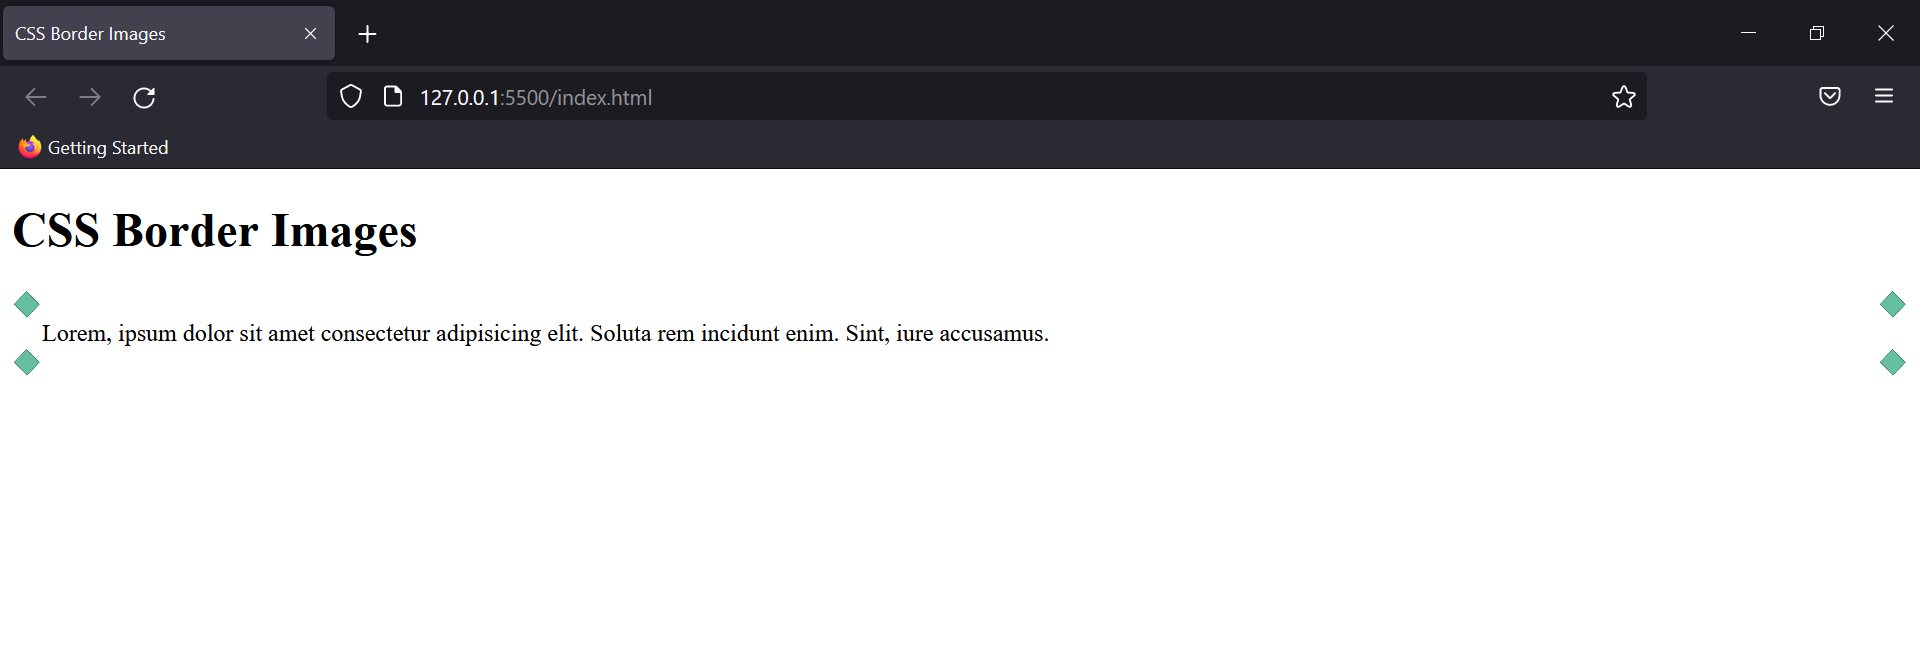 CSS Border Images
127.0.0.1:5500/index.html
Getting Started
CSS Border Images
Lorem, ipsum dolor sit amet consectetur adipisicing elit. Soluta rem incidunt enim. Sint, iure accusamus.